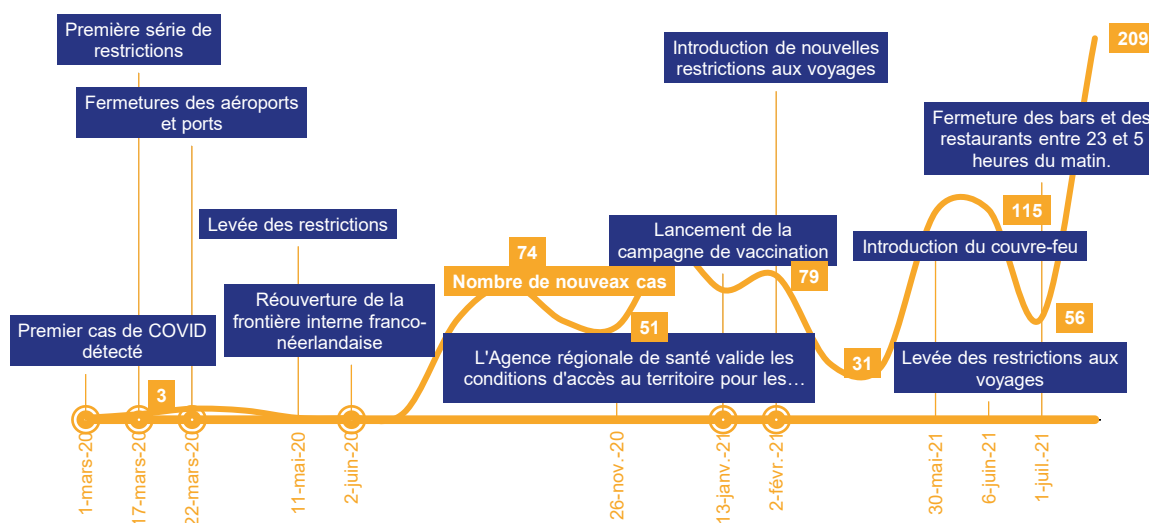 Première série de
restrictions
Fermetures des aéroports
et ports
Levée des restrictions
Réouverture de la
frontière interne franco-
néerlandaise
Premier cas de COVID
détecté
3
74
Nombre de nouveax cas
51
L'Agence régionale de santé valide les
conditions d'accès au territoire pour les…
Introduction de nouvelles
restrictions aux voyages
Lancement de la
campagne de vaccination
79
31
Fermeture des bars et des
restaurants entre 23 et 5
heures du matin.
209
115
Introduction du couvre-feu
56
Levée des restrictions aux
voyages
1-mars-20
17-mars-20
22-mars-20
11-mai-20
2-juin-20
26-nov.-20
13-janv.-21
2-févr.-21
30-mai-21
6-juin-21
1-juil.-21